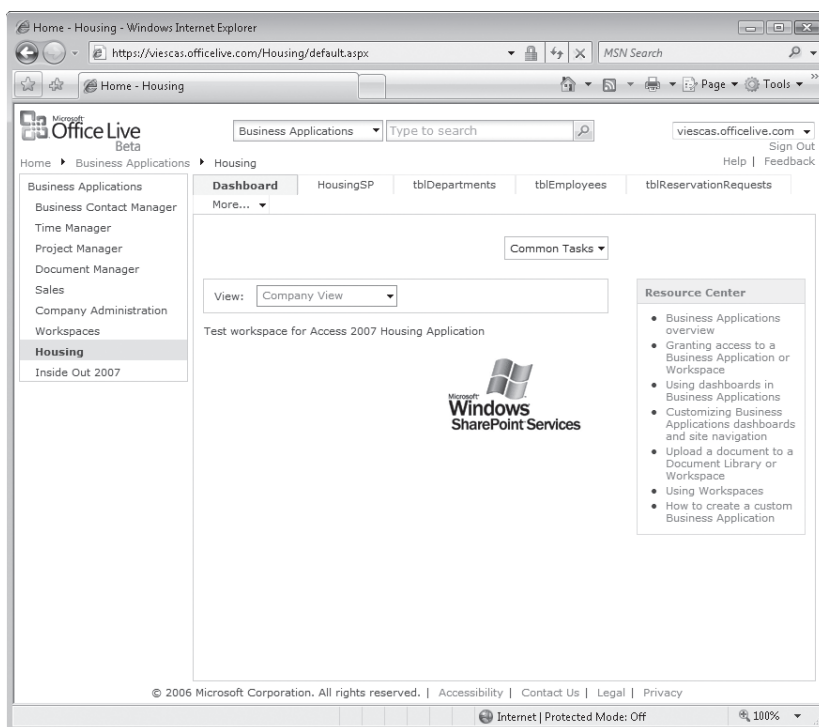 Home - Housing - Windows Internet Explorer
https://viescas.officelive.com/Housing/default.aspx
MSN Search
Home - Housing
Page
Tools
Microsoft
Office Live
Beta
Business Applications
Type to search
viescas.officelive.com
Sign Out
Home Business Applications Housing
Help | Feedback
Business Applications
Business Contact Manager
Time Manager
Project Manager
Document Manager
Sales
Company Administration
Workspaces
Housing
Inside Out 2007
Dashboard HousingSP tblDepartments tblEmployees tblReservationRequests
More...
Common Tasks
View: Company View
Test workspace for Access 2007 Housing Application
Microsoft
Windows
SharePoint Services
Resource Center
Business Applications
overview
Granting access to a
Business Application or
Workspace
Using dashboards in
Business Applications
Customizing Business
Applications dashboards
and site navigation
Upload a document to a
Document Library or
Workspace
Using Workspaces
How to create a custom
Business Application
© 2006 Microsoft Corporation. All rights reserved. | Accessibility | Contact Us | Legal | Privacy
Internet | Protected Mode: Off
100%